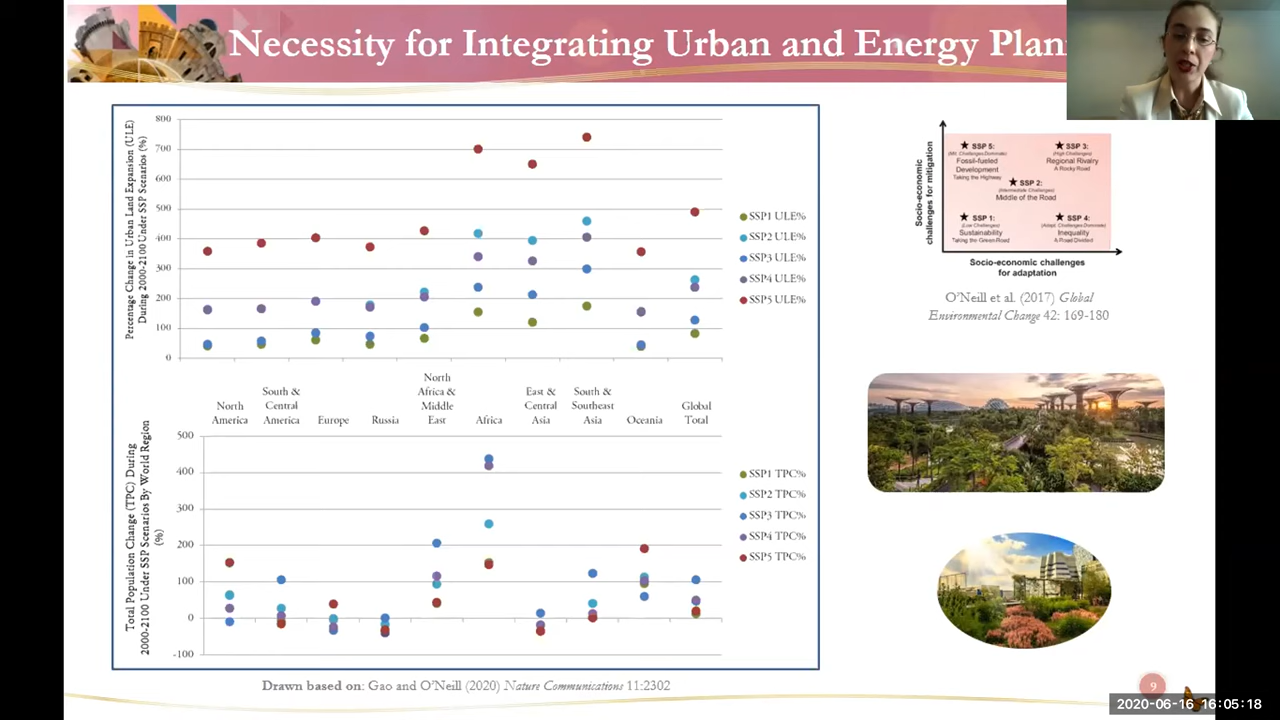 Necessity for Integrating Urban and Energy Plan
Percentage Change in Urban Land Expansion (ULE)
During 2000-2100 Under SSP Scenarios (%)
800
700
600
500
400
300
200
100
0
SSP1 ULE%
SSP2 ULE%
SSP3 ULE%
SSP4 ULE%
SSP5 ULE%
North
America
South &
Central
America
Europe
Russia
North
Africa &
Middle
East
Africa
East &
Central
Asia
South &
Southeast
Asia
Oceania
Global
Total
Total Population Change (TPC) During
2000-2100 Under SSP Scenarios By World Region
(%)
500
400
300
200
100
0
-100
SSP1 TPC%
SSP2 TPC%
SSP3 TPC%
SSP4 TPC%
SSP5 TPC%
Drawn based on: Gao and O'Neill (2020) Nature Communications 11:2302
Socio-economic
challenges for mitigation
★ SSP 5:
(Mit. Challenges Dominate)
Fossil-fueled
Development
Taking the Highway
★ SSP 3:
(High Challenges)
Regional Rivalry
A Rocky Road
★ SSP 2:
(Intermediate Challenges)
Middle of the Road
★ SSP 1:
(Low Challenges)
Sustainability
Taking the Green Road
★ SSP 4:
(Adapt. Challenges Dominate)
Inequality
A Road Divided
Socio-economic challenges
for adaptation
O'Neill et al. (2017) Global
Environmental Change 42: 169-180
9
2020-06-16 16:05:18